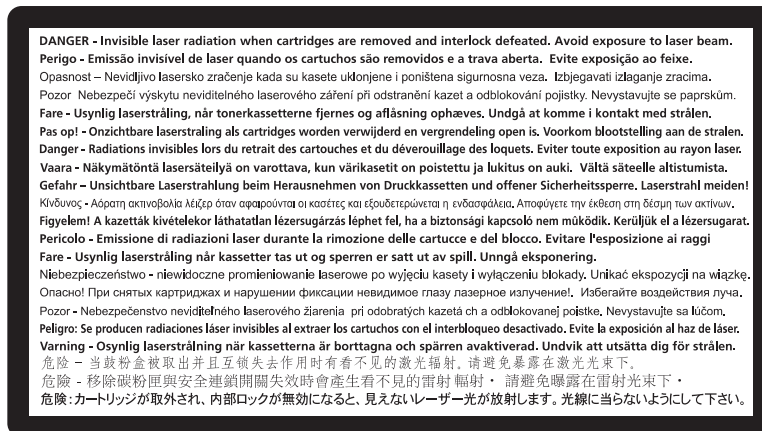 DANGER - Invisible laser radiation when cartridges are removed and interlock defeated. Avoid exposure to laser beam.
Perigo - Emissão invisível de laser quando os cartuchos são removidos e a trava aberta. Evite exposição ao feixe.
Opasnost – Nevidljivo lasersko zračenje kada su kasete uklonjene i poništena sigurnosna veza. Izbjegavati izlaganje zracima.
Pozor Nebezpečí výskytu neviditelného laserového záření při odstranění kazet a odblokování pojistky. Nevystavujte se paprskům.
Fare - Usynlig laserstråling, når tonerkassetterne fjernes og aflåsning ophæves. Undgå at komme i kontakt med strålen.
Pas op! - Onzichtbare laserstraling als cartridges worden verwijderd en vergrendeling open is. Voorkom blootstelling aan de stralen.
Danger - Radiations invisibles lors du retrait des cartouches et du déverouillage des loquets. Eviter toute exposition au rayon laser.
Vaara - Näkymätöntä lasersäteilyä on varottava, kun värikasetit on poistettu ja lukitus on auki. Vältä säteelle altistumista.
Gefahr – Unsichtbare Laserstrahlung beim Herausnehmen von Druckkassetten und offener Sicherheitssperre. Laserstrahl meiden!
Κίνδυνος - Αόρατη ακτινοβολία λέιζερ όταν αφαιρούνται οι κασέτες και εξουδετερώνεται η ενδασφάλεια. Αποφύγετε την έκθεση στη δέσμη των ακτίνων.
Figyelem! A kazetták kivételekor láthatatlan lézersugárzás léphet fel, ha a biztonsági kapcsoló nem működik. Kerüljük el a lézersugarat.
Pericolo - Emissione di radiazioni laser durante la rimozione delle cartucce e del blocco. Evitare l'esposizione ai raggi
Fare - Usynlig laserstråling når kassetter tas ut og sperren er satt ut av spill. Unngå eksponering.
Niebezpieczeństwo - niewidoczne promieniowanie laserowe po wyjęciu kasety i wyłączeniu blokady. Unikać ekspozycji na wiązkę.
Опасно! При снятых картриджах и нарушении фиксации невидимое глазу лазерное излучение!. Избегайте воздействия луча.
Pozor - Nebezpečenstvo neviditeľného laserového žiarenia pri odobratých kazetá ch a odblokovanej poistke. Nevystavujte sa lúčom.
Peligro: Se producen radiaciones láser invisibles al extraer los cartuchos con el interbloqueo desactivado. Evite la exposición al haz de láser.
Varning - Osynlig laserstrålning när kassetterna är borttagna och spärren avaktiverad. Undvik att utsätta dig för strålen.
危险 - 当鼓粉盒被取出并且互锁失去作用时有看不见的激光辐射. 请避免暴露在激光光束下.
危險 - 移除碳粉匣與安全連鎖開關失效時會產生看不見的雷射 輻射・ 請避免曝露在雷射光束下・
危険：カートリッジが取外され、内部ロックが無効になると、見えないレーザー光が放射します。光線に当らないようにして下さい。